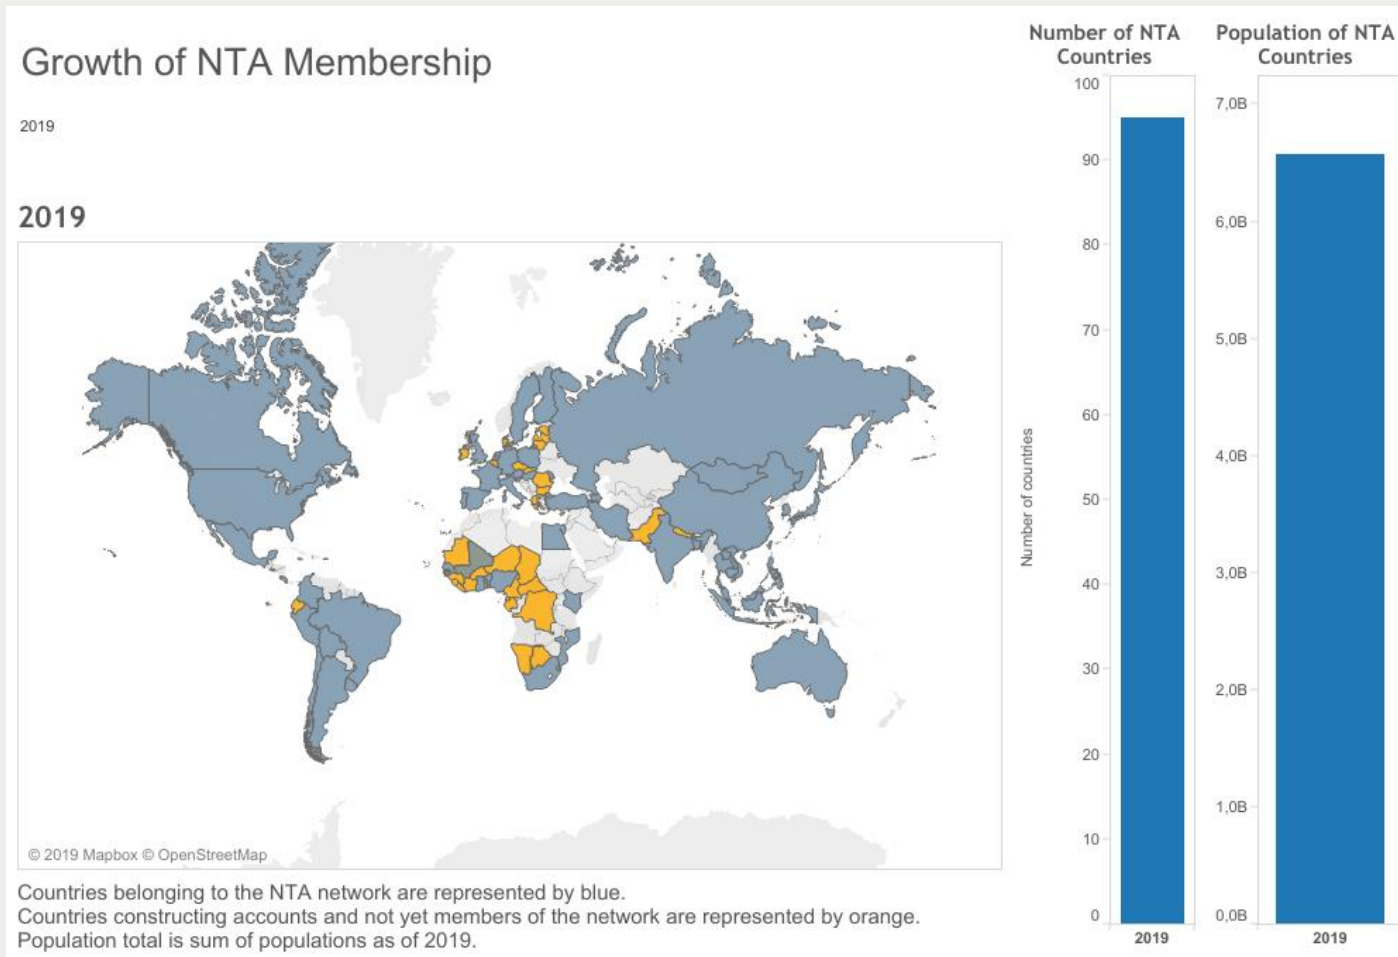 Growth of NTA Membership
2019
2019
© 2019 Mapbox © OpenStreetMap
Countries belonging to the NTA network are represented by blue.
Countries constructing accounts and not yet members of the network are represented by orange.
Population total is sum of populations as of 2019.
Number of NTA
Countries
Number of countries
100
90
80
70
60
50
40
30
20
10
0
2019
Population of NTA
Countries
7,0B
6,0B
5,0B
4,0B
3,0B
2,0B
1,0B
0,0B
2019